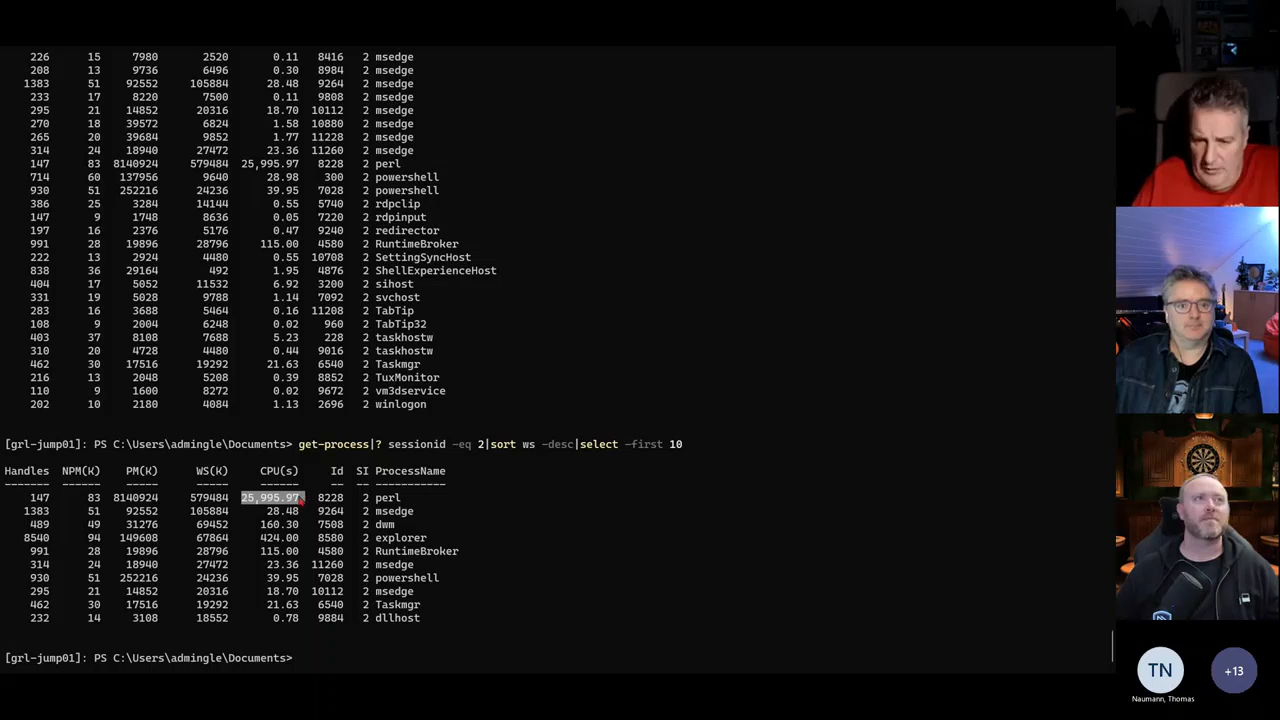 226 15 7980 2520 0.11 8416 2 msedge
208 13 9736 6496 0.30 8984 2 msedge
1383 51 92552 105884 28.48 9264 2 msedge
233 17 8220 7500 0.11 9808 2 msedge
295 21 14852 20316 18.70 10112 2 msedge
270 18 39572 6824 1.58 10880 2 msedge
265 20 39684 9852 1.77 11228 2 msedge
314 24 18940 27472 23.36 11260 2 msedge
147 83 8140924 579484 25,995.97 8228 2 perl
714 60 137956 9640 28.98 300 2 powershell
930 51 252216 24236 39.95 7028 2 powershell
386 25 3284 14144 0.55 5740 2 rdpclip
147 9 1748 8636 0.05 7220 2 rdpinput
197 16 2376 5176 0.47 9240 2 redirector
991 28 19896 28796 115.00 4580 2 RuntimeBroker
222 13 2924 4480 0.55 10708 2 SettingSyncHost
838 36 29164 492 1.95 4876 2 ShellExperienceHost
404 17 5052 11532 6.92 3200 2 sihost
331 19 5028 9788 1.14 7092 2 svchost
283 16 3688 5464 0.16 11208 2 TabTip
108 9 2004 6248 0.02 960 2 TabTip32
403 37 8108 7688 5.23 228 2 taskhostw
310 20 4728 4480 0.44 9016 2 taskhostw
462 30 17516 19292 21.63 6540 2 Taskmgr
216 13 2048 5208 0.39 8852 2 TuxMonitor
110 9 1600 8272 0.02 9672 2 vm3dservice
202 10 2180 4084 1.13 2696 2 winlogon
[grl-jump01]: PS C:\Users\admingle\Documents> get-process|? sessionid -eq 2|sort ws -desc|select -first 10
Handles NPM(K) PM(K) WS(K) CPU(s) Id SI ProcessName
------- ------ ----- ----- ------ -- -- -----------
147 83 8140924 579484 25,995.97 8228 2 perl
1383 51 92552 105884 28.48 9264 2 msedge
489 49 31276 69452 160.30 7508 2 dwm
8540 94 149608 67864 424.00 8580 2 explorer
991 28 19896 28796 115.00 4580 2 RuntimeBroker
314 24 18940 27472 23.36 11260 2 msedge
930 51 252216 24236 39.95 7028 2 powershell
295 21 14852 20316 18.70 10112 2 msedge
462 30 17516 19292 21.63 6540 2 Taskmgr
232 14 3108 18552 0.78 9884 2 dllhost
[grl-jump01]: PS C:\Users\admingle\Documents>
TN
+13
Naumann, Thomas